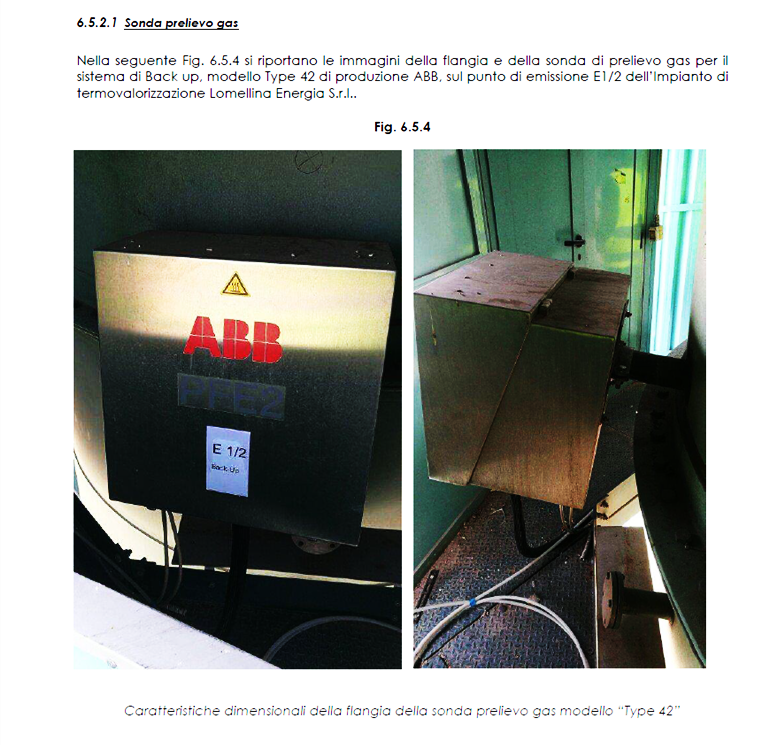 6.5.2.1 Sonda prelievo gas
Nella seguente Fig. 6.5.4 si riportano le immagini della flangia e della sonda di prelievo gas per il
sistema di Back up, modello Type 42 di produzione ABB, sul punto di emissione E1/2 dell'Impianto di
termovalorizzazione Lomellina Energia S.r.l..
Fig. 6.5.4
ABB
PFE2
E 1/2
Back-Up
Caratteristiche dimensionali della flangia della sonda prelievo gas modello "Type 42"